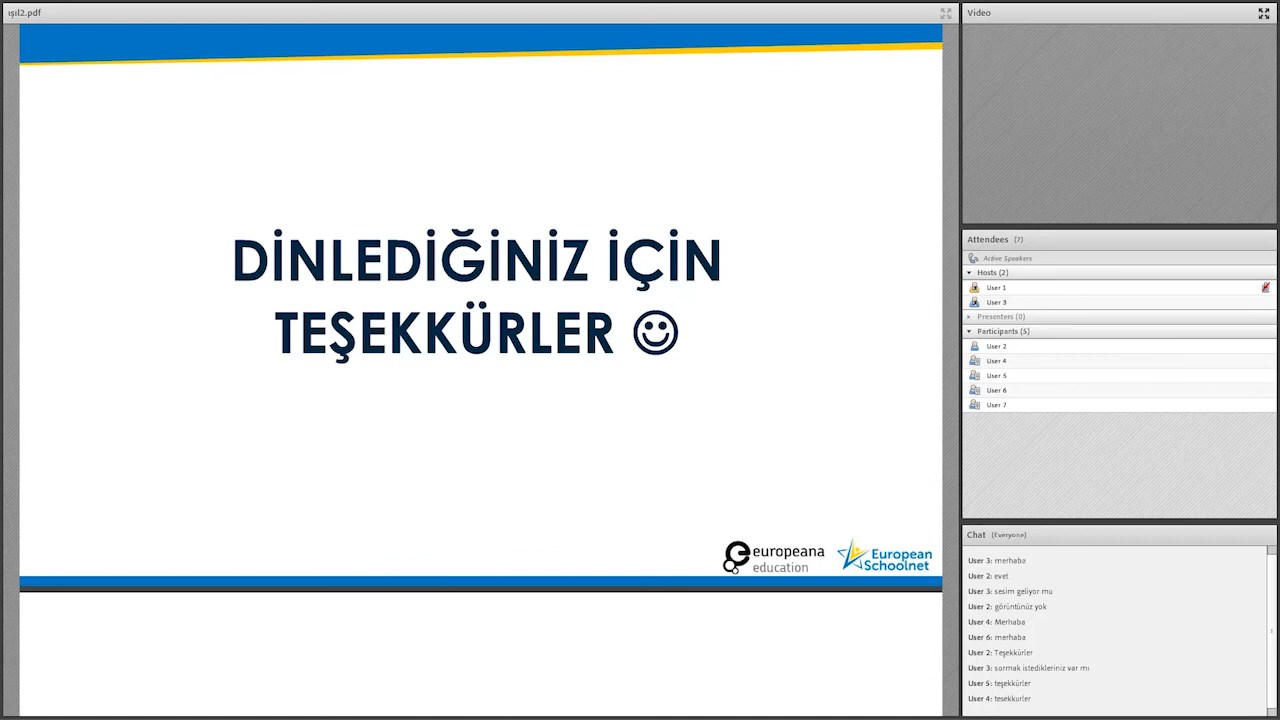 ışıl2.pdf
DİNLEDİĞİNİZ İÇİN
TEŞEKKÜRLER
europeana
education
European
Schoolnet
Video
Attendees (7)
Active Speakers
Hosts (2)
User 1
User 3
Presenters (0)
Participants (5)
User 2
User 4
User 5
User 6
User 7
Chat (Everyone)
User 3: merhaba
User 2: evet
User 3: sesim geliyor mu
User 2: görüntünüz yok
User 4: Merhaba
User 6: merhaba
User 2: Teşekkürler
User 3: sormak istedikleriniz var mı
User 5: teşekkürler
User 4: tesekkurler